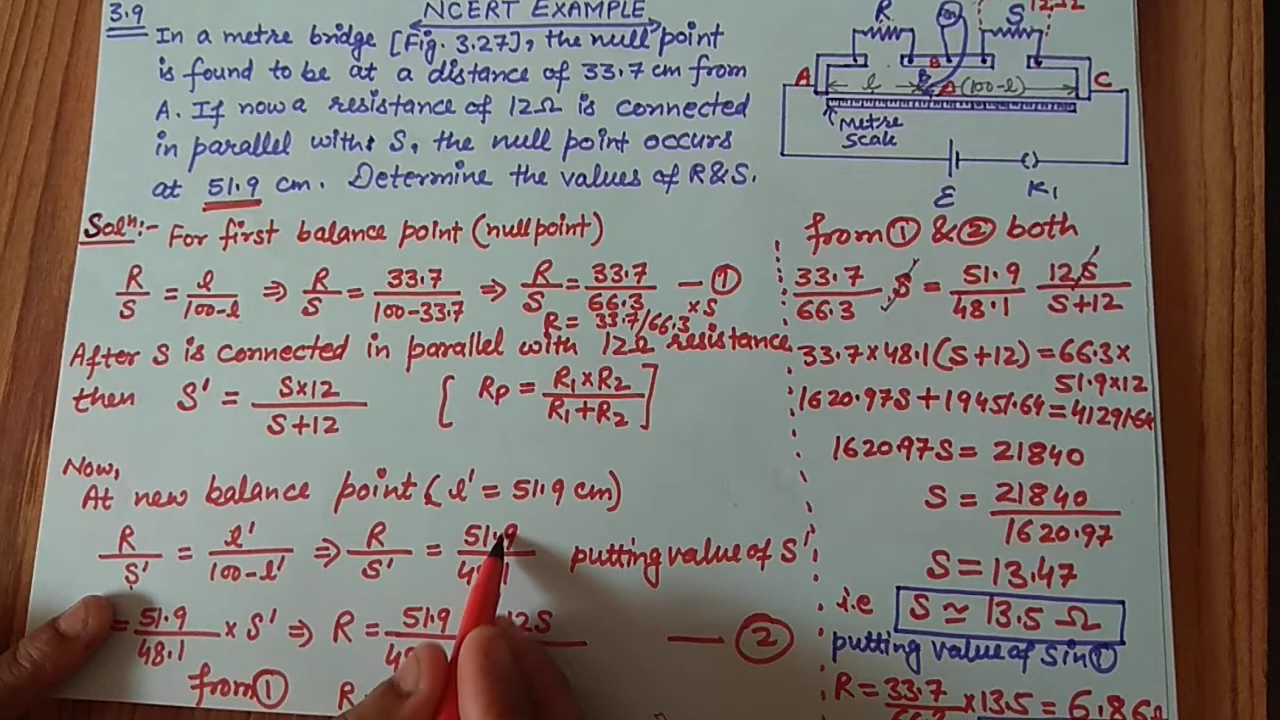 3.9 NCERT EXAMPLE
In a metre bridge [Fig. 3.27], the null point
is found to be at a distance of 33.7 cm from
A. If now a resistance of 12Ω is connected
in parallel with S, the null point occurs
at 51.9 cm. Determine the values of R & S.
R S 12Ω
A B C
l (100-l)
Metre
scale
ε K₁
Solⁿ:- For first balance point (null point)
R/S = l/100-l ⇒ R/S = 33.7/100-33.7 ⇒ R/S = 33.7/66.3 — ①
R = 33.7/66.3 × S
After S is connected in parallel with 12Ω resistance
then S' = S×12/S+12 [Rp = R₁×R₂/R₁+R₂]
Now,
At new balance point (l' = 51.9 cm)
R/S' = l'/100-l' ⇒ R/S' = 51.9/ putting value of S'
= 51.9/48.1 × S' ⇒ R = 51.9/ 12S — ②
from ①
from ① & ② both
33.7/66.3 S = 51.9/48.1 12S/S+12
33.7×48.1(S+12) = 66.3×
51.9×12
1620.97S + 19451.64 =
1620.97S = 21840
S = 21840/1620.97
S = 13.47
i.e S ≃ 13.5 Ω
putting value of S in ①
R = 33.7/ ×13.5 = 6.86